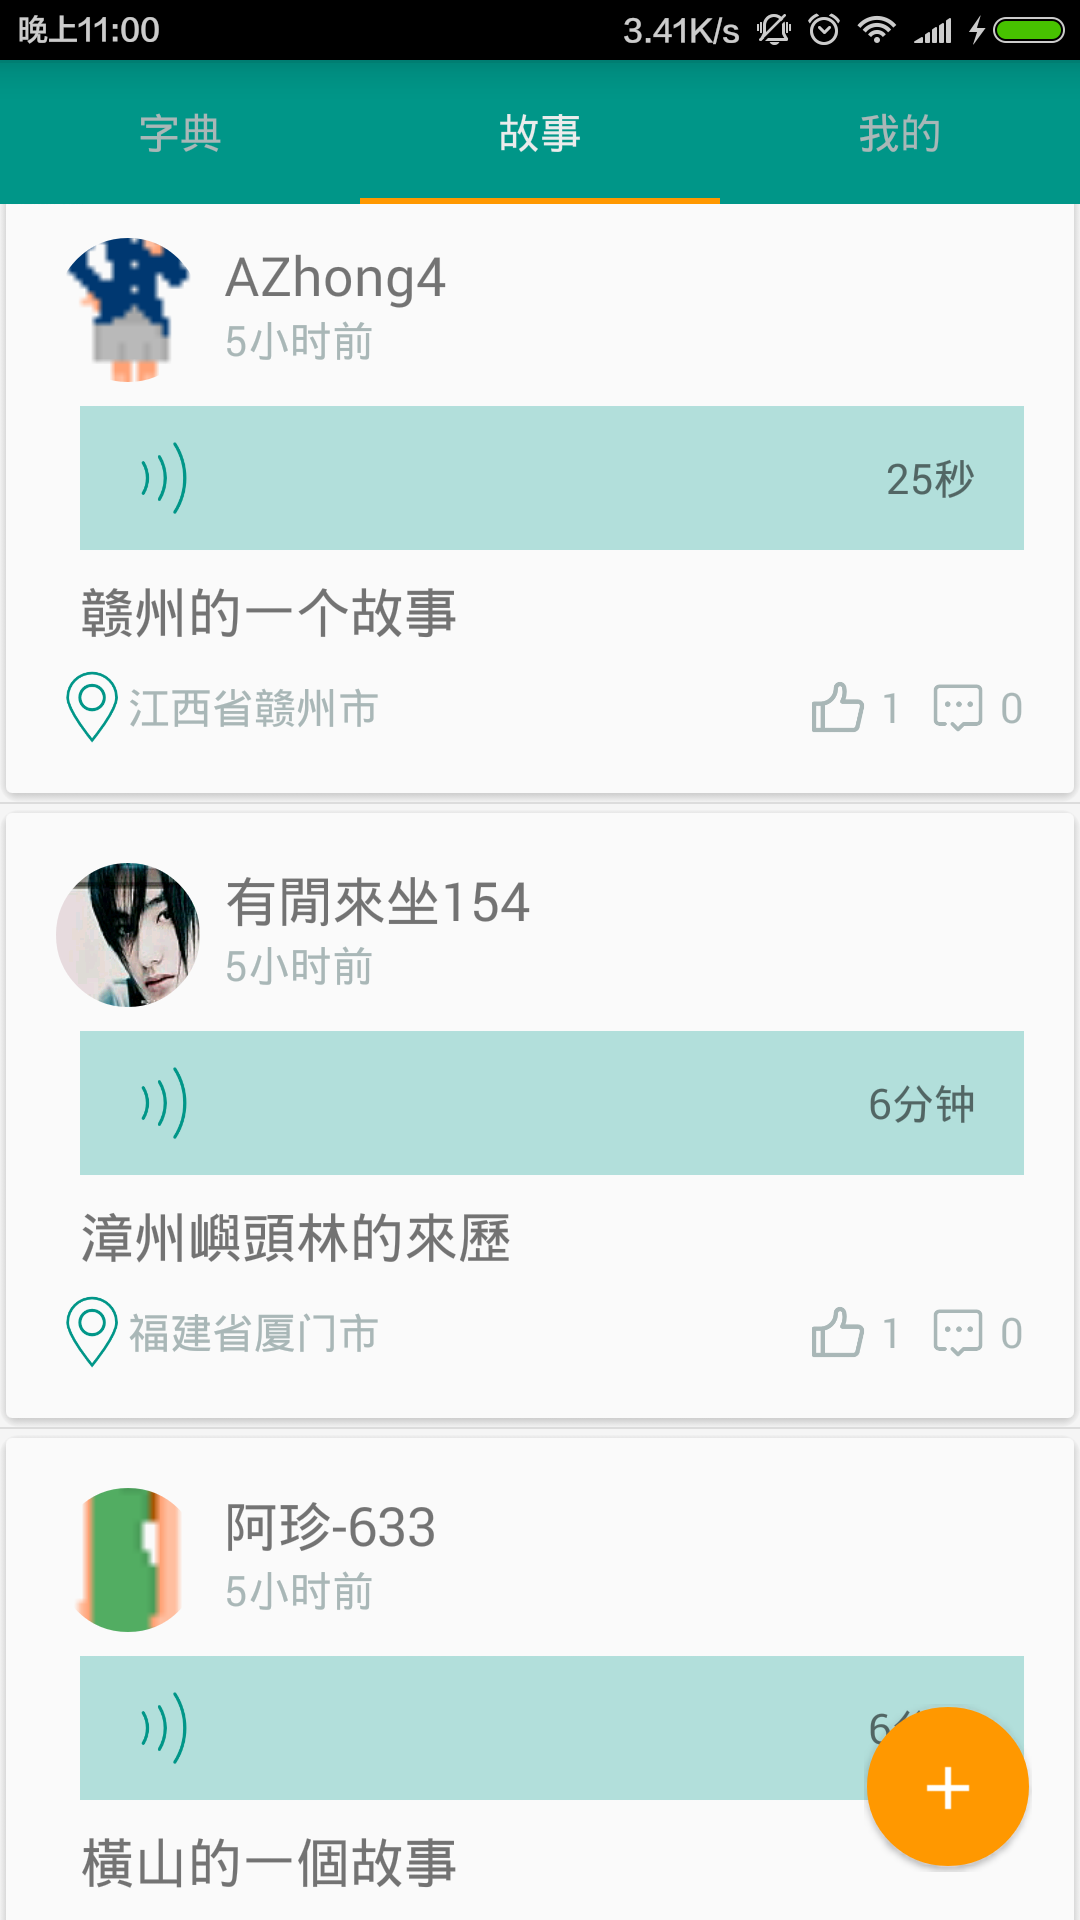 晚上11:00 3.41K/s
字典 故事 我的
AZhong4
5小时前
25秒
赣州的一个故事
江西省赣州市 1 0
有閒來坐154
5小时前
6分钟
漳州嶼頭林的來歷
福建省厦门市 1 0
阿珍-633
5小时前
6
橫山的一個故事